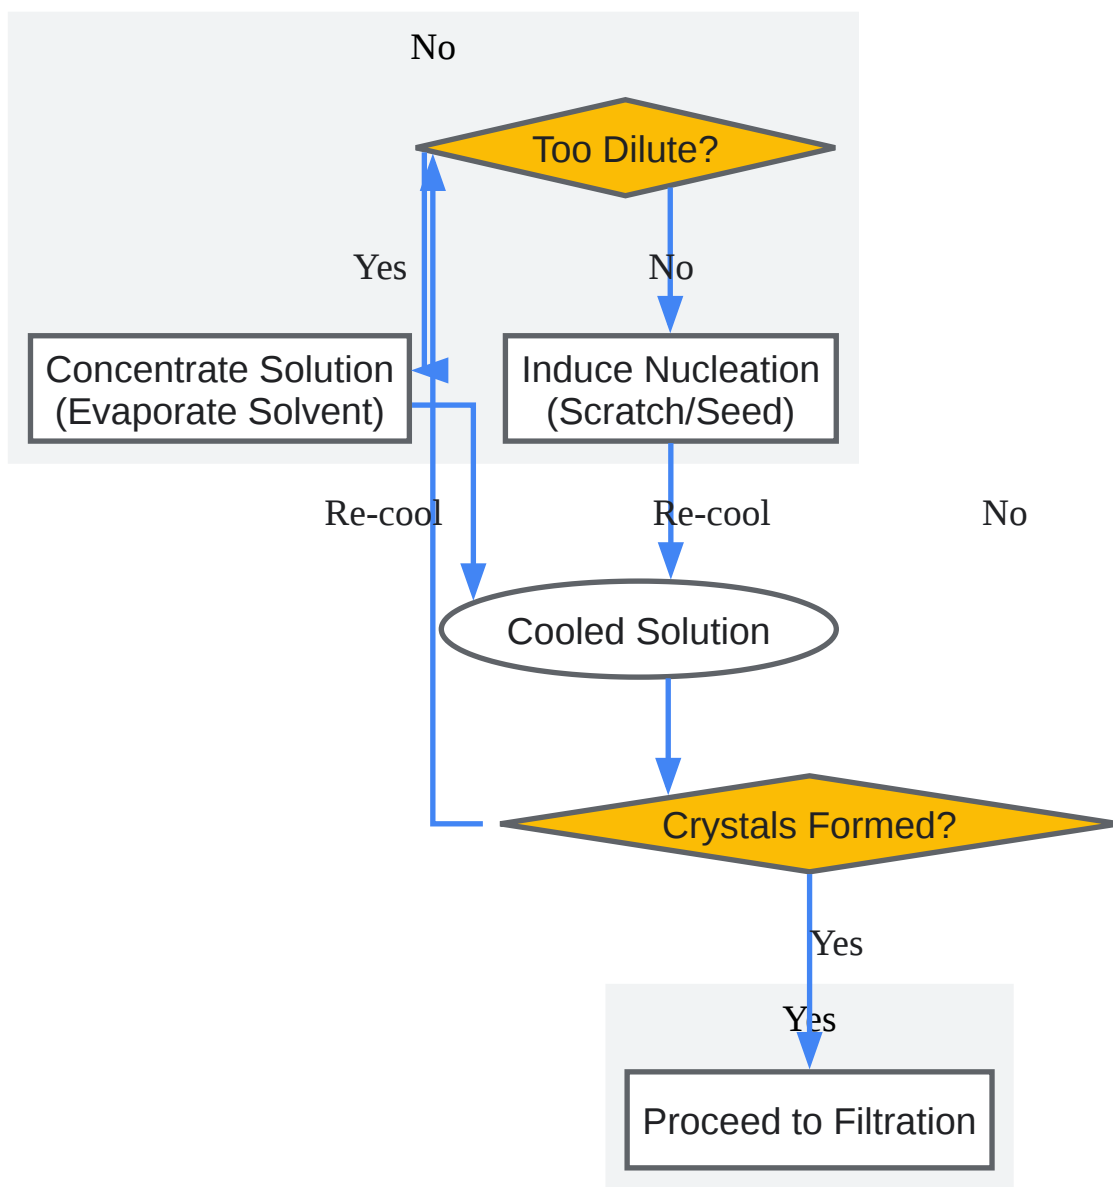 No
Too Dilute?
Yes
No
Concentrate Solution
(Evaporate Solvent)
Induce Nucleation
(Scratch/Seed)
Re-cool
Re-cool
No
Cooled Solution
Crystals Formed?
Yes
Yes
Proceed to Filtration